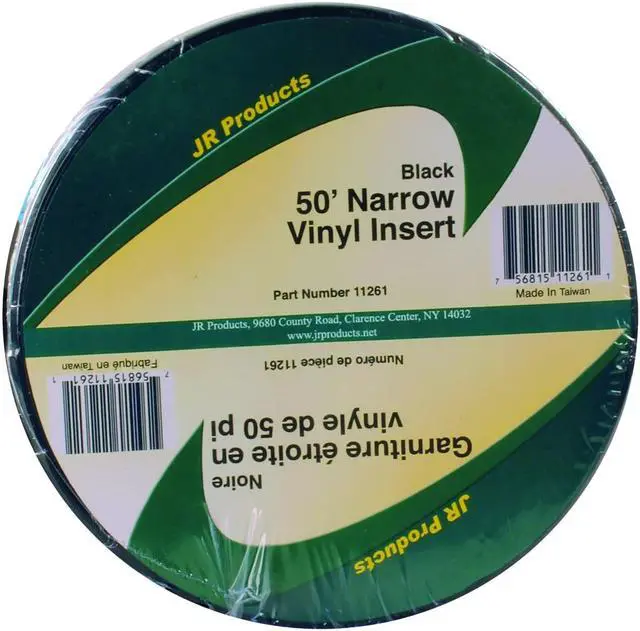 JR Products
Black
50' Narrow
Vinyl Insert
7 56815 11261 1
Made In Taiwan
Part Number 11261
JR Products, 9680 County Road, Clarence Center, NY 14032
www.jrproducts.net
JR Products
Noire
Garniture étroite en
vinyle de 50 pi
Numéro de pièce 11261
7 56815 11261 1
Fabriqué en Taiwan